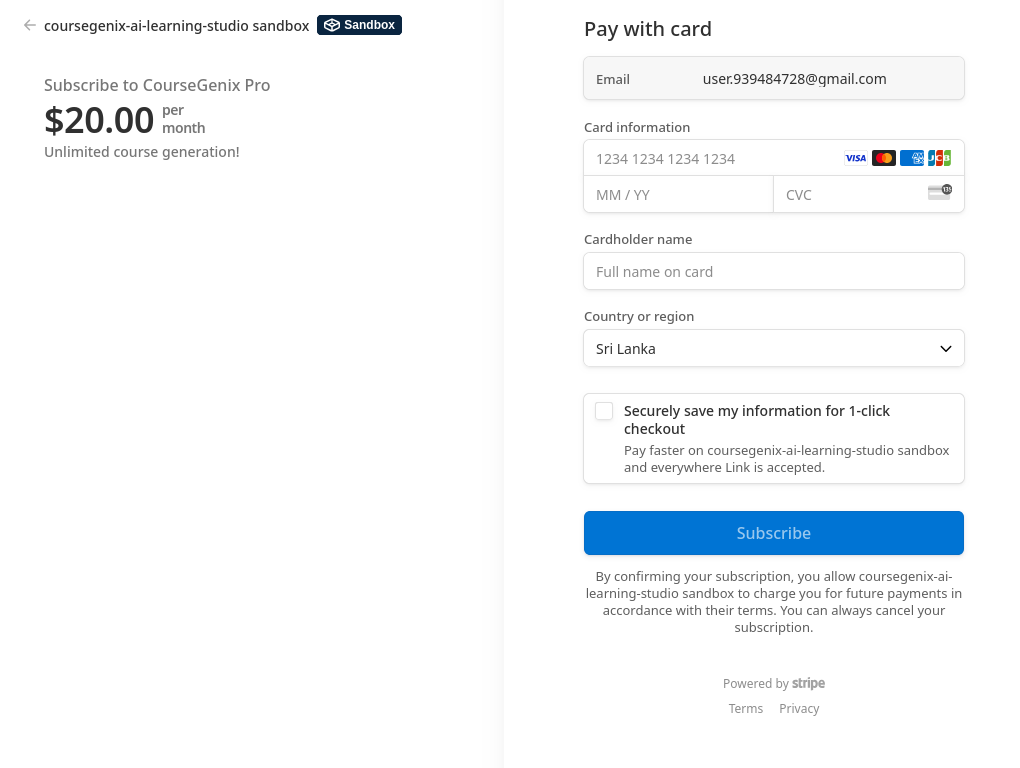 coursegenix-ai-learning-studio sandbox
Sandbox
Subscribe to CourseGenix Pro
$20.00
per
month
Unlimited course generation!
Pay with card
Email
user.939484728@gmail.com
Card information
1234 1234 1234 1234
VISA
JCB
MM / YY
CVC
135
Cardholder name
Full name on card
Country or region
Sri Lanka
Securely save my information for 1-click
checkout
Pay faster on coursegenix-ai-learning-studio sandbox
and everywhere Link is accepted.
Subscribe
By confirming your subscription, you allow coursegenix-ai-
learning-studio sandbox to charge you for future payments in
accordance with their terms. You can always cancel your
subscription.
Powered by stripe
Terms
Privacy